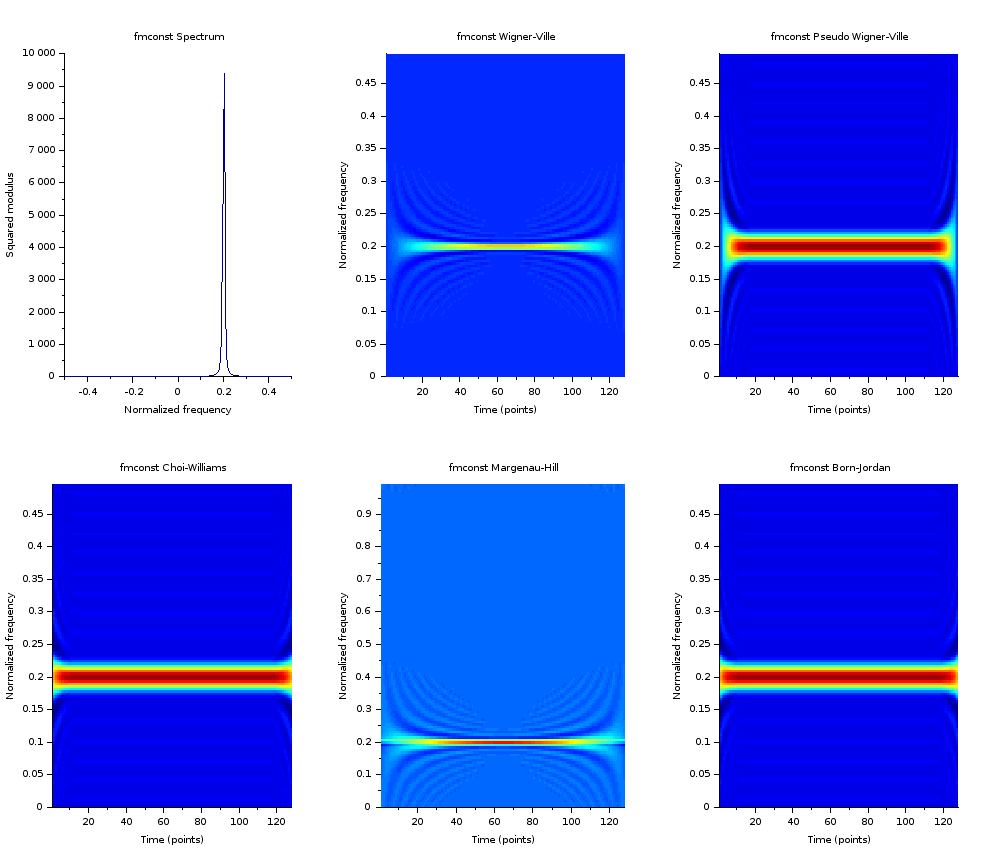 fmconst Spectrum
10 000
9 000
8 000
7 000
6 000
5 000
4 000
3 000
2 000
1 000
0
Squared modulus
-0.4 -0.2 0 0.2 0.4
Normalized frequency
fmconst Wigner-Ville
0.45
0.4
0.35
0.3
0.25
0.2
0.15
0.1
0.05
0
Normalized frequency
20 40 60 80 100 120
Time (points)
fmconst Pseudo Wigner-Ville
0.45
0.4
0.35
0.3
0.25
0.2
0.15
0.1
0.05
0
Normalized frequency
20 40 60 80 100 120
Time (points)
fmconst Choi-Williams
0.45
0.4
0.35
0.3
0.25
0.2
0.15
0.1
0.05
0
Normalized frequency
20 40 60 80 100 120
Time (points)
fmconst Margenau-Hill
0.9
0.8
0.7
0.6
0.5
0.4
0.3
0.2
0.1
0
Normalized frequency
20 40 60 80 100 120
Time (points)
fmconst Born-Jordan
0.45
0.4
0.35
0.3
0.25
0.2
0.15
0.1
0.05
0
Normalized frequency
20 40 60 80 100 120
Time (points)